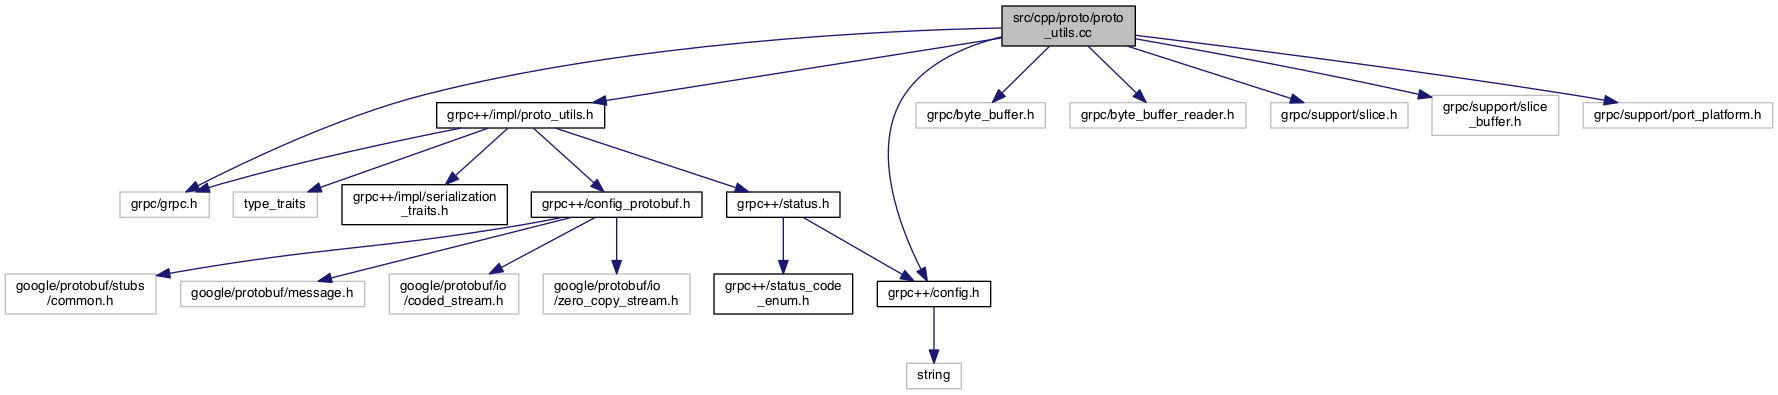 src/cpp/proto/proto
_utils.cc
grpc++/impl/proto_utils.h
grpc/byte_buffer.h
grpc/byte_buffer_reader.h
grpc/support/slice.h
grpc/support/slice
_buffer.h
grpc/support/port_platform.h
grpc/grpc.h
type_traits
grpc++/impl/serialization
_traits.h
grpc++/config_protobuf.h
grpc++/status.h
google/protobuf/stubs
/common.h
google/protobuf/message.h
google/protobuf/io
/coded_stream.h
google/protobuf/io
/zero_copy_stream.h
grpc++/status_code
_enum.h
grpc++/config.h
string